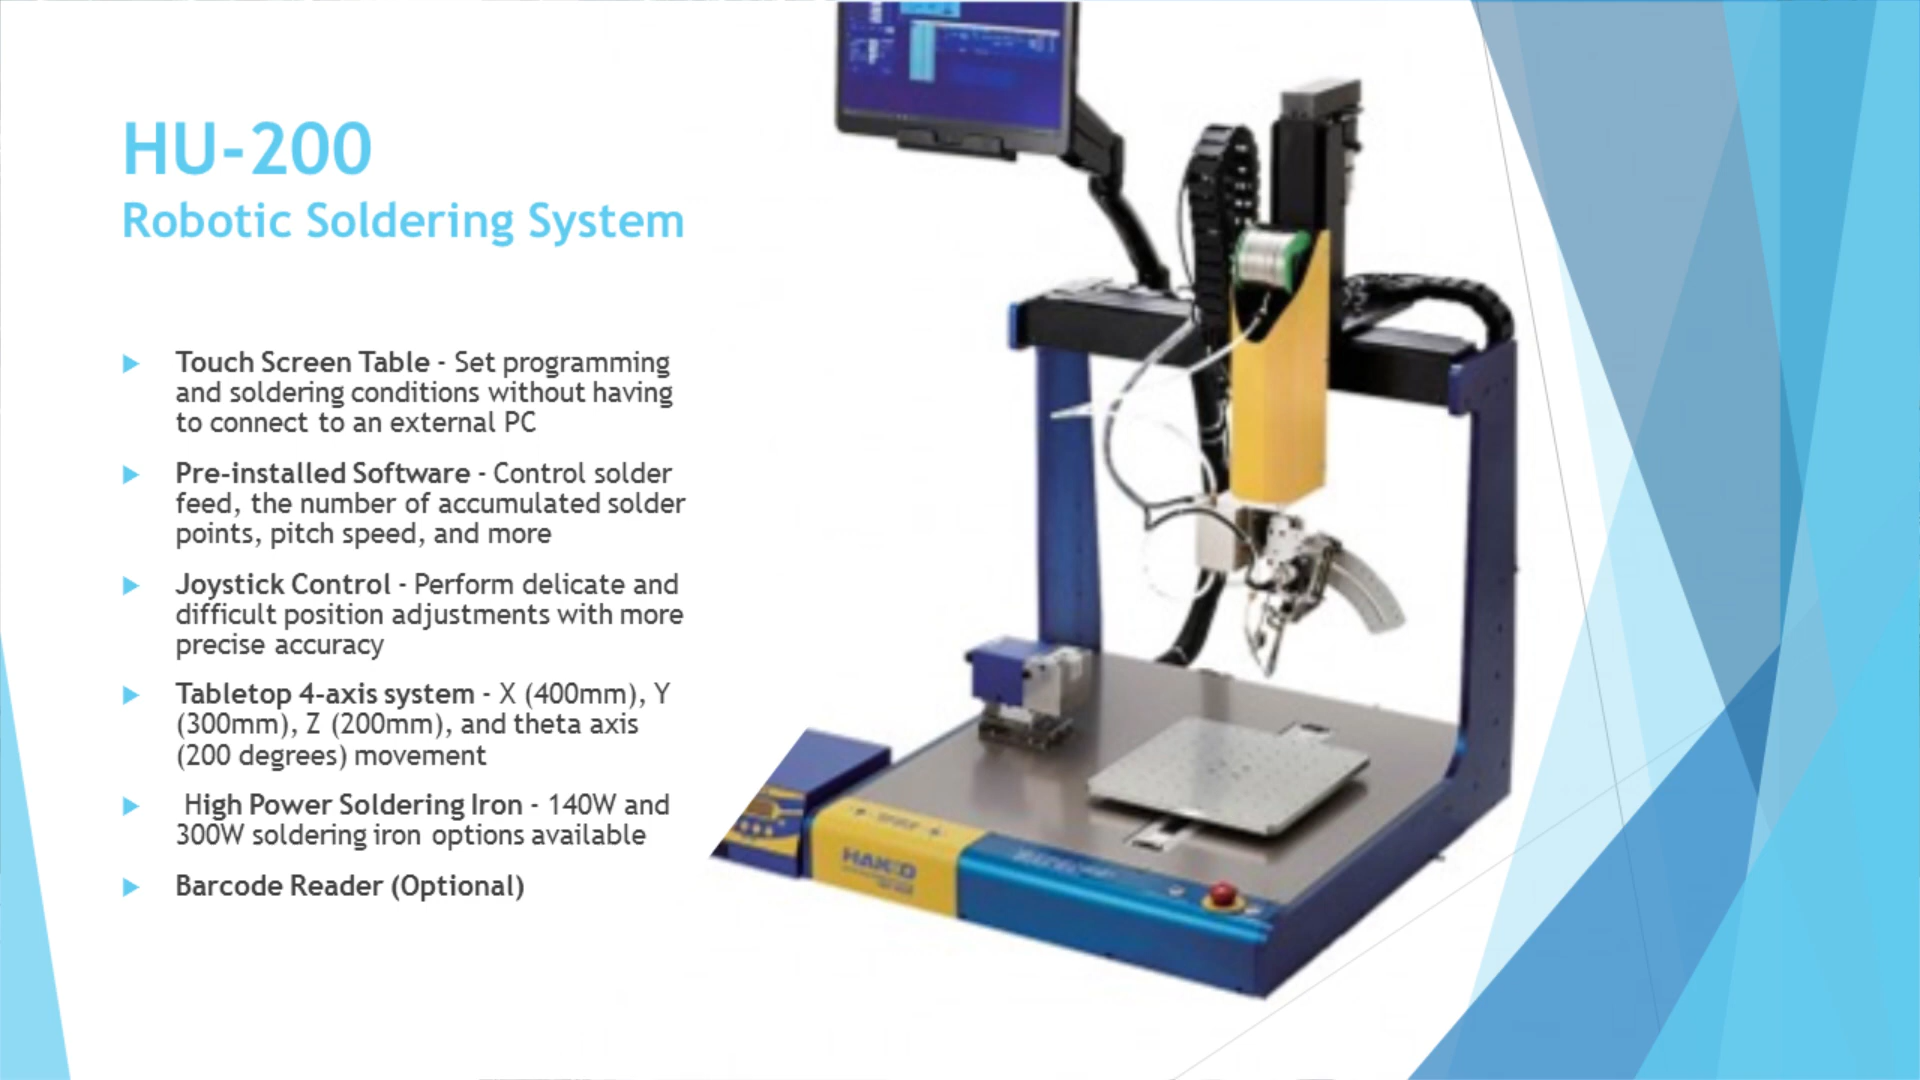 HU-200
Robotic Soldering System
Touch Screen Table - Set programming
and soldering conditions without having
to connect to an external PC
Pre-installed Software - Control solder
feed, the number of accumulated solder
points, pitch speed, and more
Joystick Control - Perform delicate and
difficult position adjustments with more
precise accuracy
Tabletop 4-axis system - X (400mm), Y
(300mm), Z (200mm), and theta axis
(200 degrees) movement
High Power Soldering Iron - 140W and
300W soldering iron options available
Barcode Reader (Optional)
HAKKO